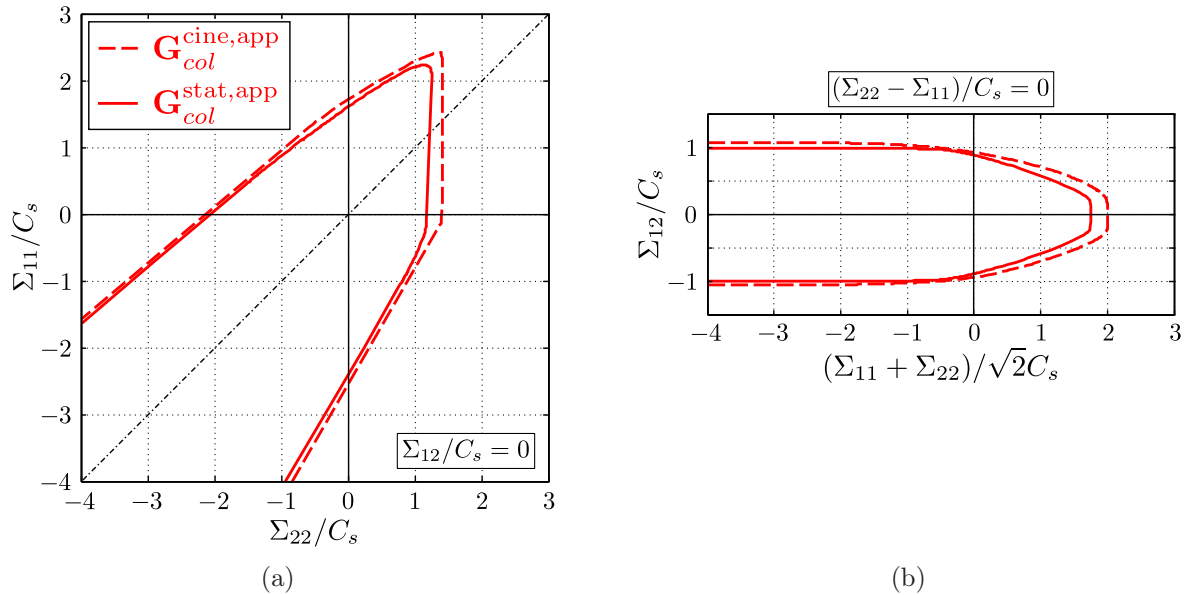 3
2
1
0
−1
−2
−3
−4
Σ₁₁/Cₛ
G_{col}^{cine,app}
G_{col}^{stat,app}
Σ₁₂/Cₛ = 0
−4 −3 −2 −1 0 1 2 3
Σ₂₂/Cₛ
(a)
(Σ₂₂ − Σ₁₁)/Cₛ = 0
1
0
−1
Σ₁₂/Cₛ
−4 −3 −2 −1 0 1 2 3
(Σ₁₁ + Σ₂₂)/√2Cₛ
(b)